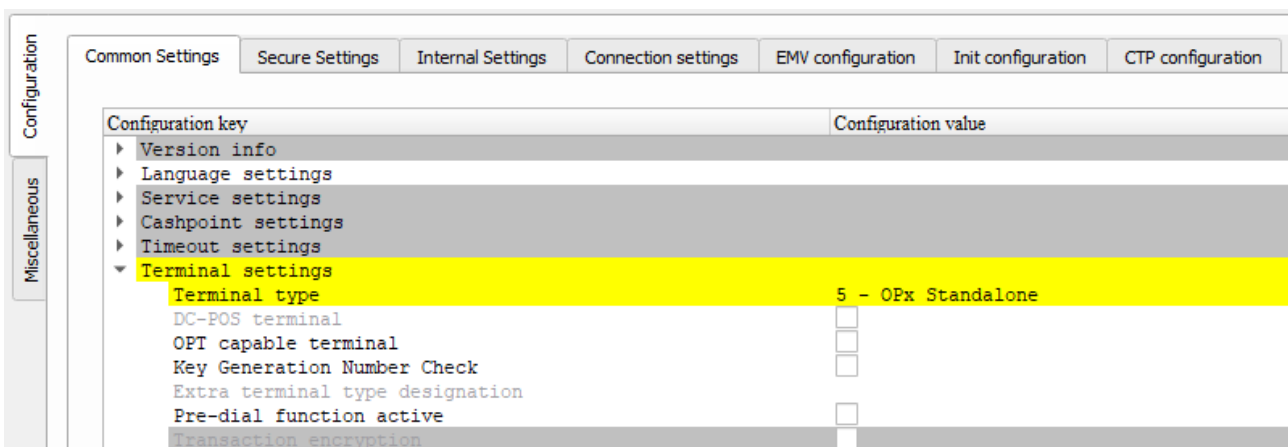 Configuration
Miscellaneous
Common Settings Secure Settings Internal Settings Connection settings EMV configuration Init configuration CTP configuration
Configuration key Configuration value
Version info
Language settings
Service settings
Cashpoint settings
Timeout settings
Terminal settings
Terminal type 5 - OPx Standalone
DC-POS terminal
OPT capable terminal
Key Generation Number Check
Extra terminal type designation
Pre-dial function active
Transaction encryption